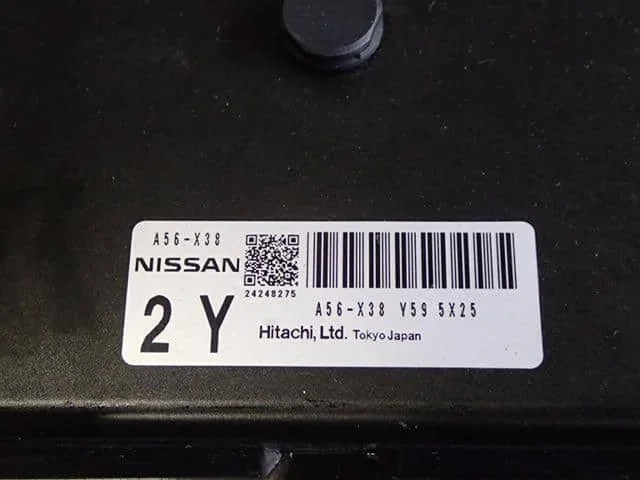 A56-X38
NISSAN
24248275
2 Y
A56-X38 Y59 5X25
Hitachi, Ltd. Tokyo Japan